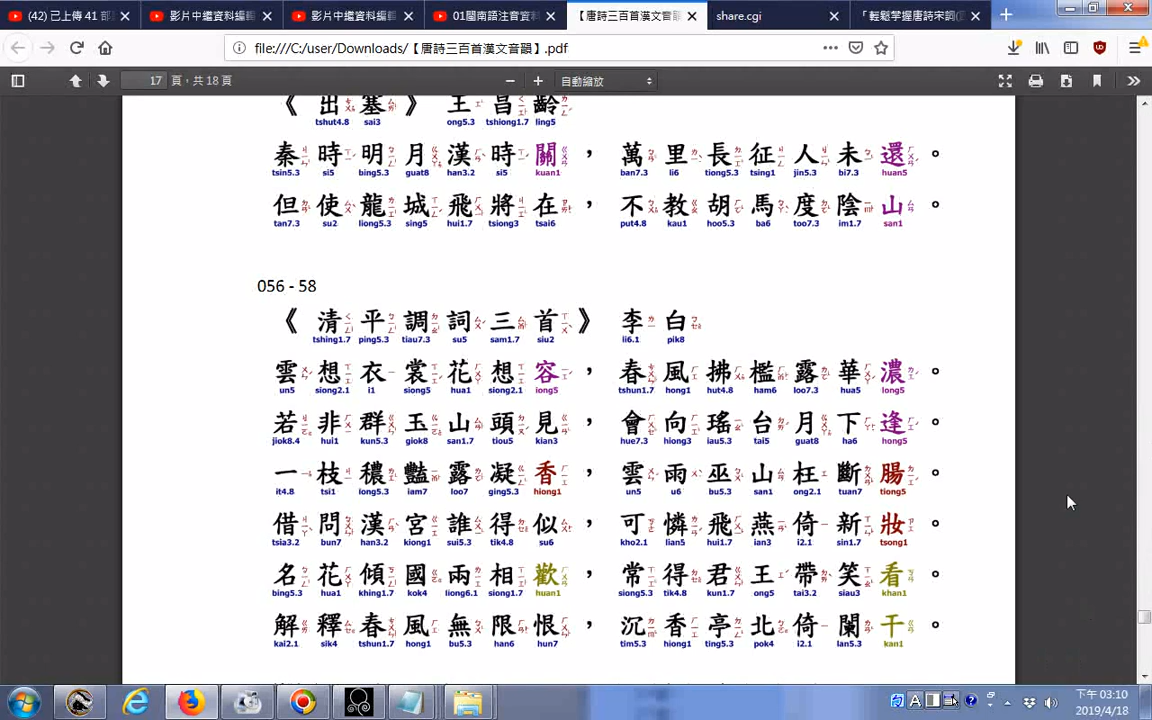 (42) 已上傳 41 部
影片中繼資料編輯
影片中繼資料編輯
01閩南語注音資料
【唐詩三百首漢文音韻
share.cgi
「輕鬆掌握唐詩宋詞(
file:///C:/user/Downloads/【唐詩三百首漢文音韻】.pdf
17 頁，共 18 頁
自動縮放
《 出 塞 》 王 昌 齡
tshut4.8 sai3 ong5.3 tshiong1.7 ling5
秦 時 明 月 漢 時 關 ， 萬 里 長 征 人 未 還 。
tsin5.3 si5 bing5.3 guat8 han3.2 si5 kuan1 ban7.3 li6 tiong5.3 tsing1 jin5.3 bi7.3 huan5
但 使 龍 城 飛 將 在 ， 不 教 胡 馬 度 陰 山 。
tan7.3 su2 liong5.3 sing5 hui1.7 tsiong3 tsai6 put4.8 kau1 hoo5.3 ba6 too7.3 im1.7 san1
056 - 58
《 清 平 調 詞 三 首 》 李 白
tshing1.7 ping5.3 tiau7.3 su5 sam1.7 siu2 li6.1 pik8
雲 想 衣 裳 花 想 容 ， 春 風 拂 檻 露 華 濃 。
un5 siong2.1 i1 siong5 hua1 siong2.1 iong5 tshun1.7 hong1 hut4.8 ham6 loo7.3 hua5 long5
若 非 群 玉 山 頭 見 ， 會 向 瑤 台 月 下 逢 。
jiok8.4 hui1 kun5.3 giok8 san1.7 tiou5 kian3 hue7.3 hiong3 iau5.3 tai5 guat8 ha6 hong5
一 枝 穠 豔 露 凝 香 ， 雲 雨 巫 山 枉 斷 腸 。
it4.8 tsi1 long5.3 iam7 loo7 ging5.3 hiong1 un5 u6 bu5.3 san1 ong2.1 tuan7 tiong5
借 問 漢 宮 誰 得 似 ， 可 憐 飛 燕 倚 新 妝 。
tsia3.2 bun7 han3.2 kiong1 sui5.3 tik4.8 su6 kho2.1 lian5 hui1.7 ian3 i2.1 sin1.7 tsong1
名 花 傾 國 兩 相 歡 ， 常 得 君 王 帶 笑 看 。
bing5.3 hua1 khing1.7 kok4 liong6.1 siong1.7 huan1 siong5.3 tik4.8 kun1.7 ong5 tai3.2 siau3 khan1
解 釋 春 風 無 限 恨 ， 沉 香 亭 北 倚 闌 干 。
kai2.1 sik4 tshun1.7 hong1 bu5.3 han6 hun7 tim5.3 hiong1 ting5.3 pok4 i2.1 lan5.3 kan1
下午 03:10
2019/4/18